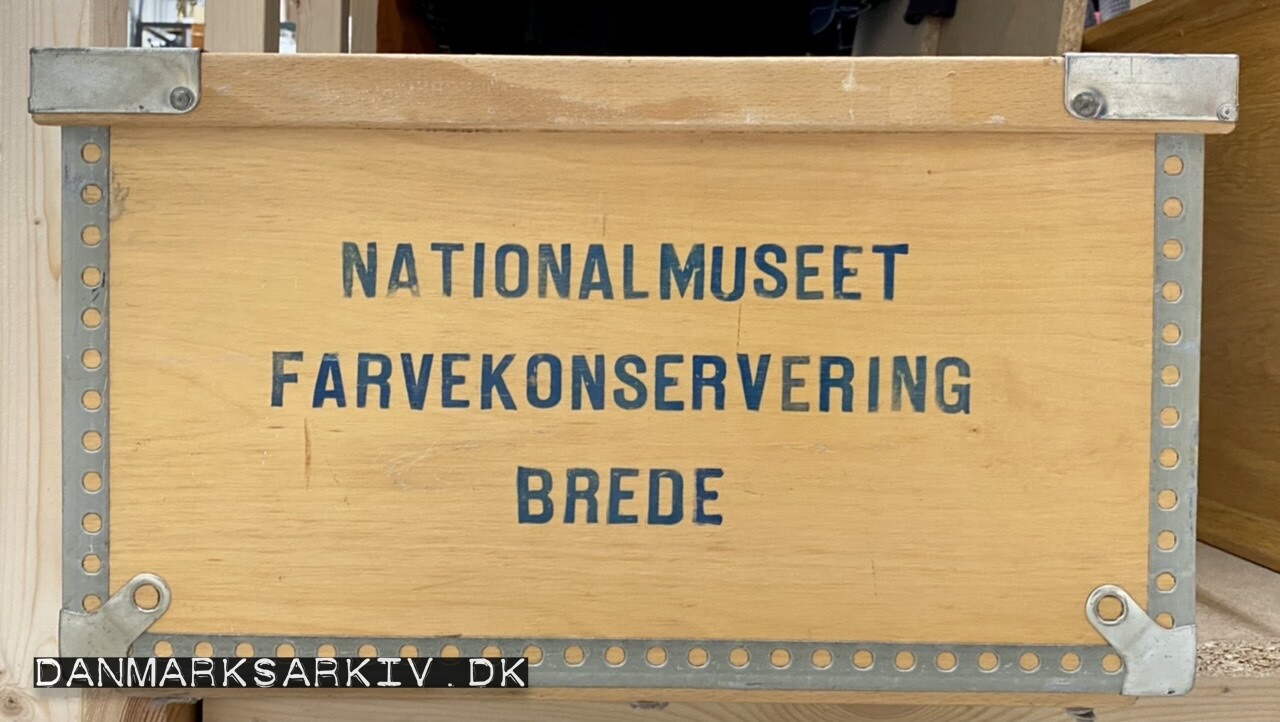 NATIONALMUSEET
FARVEKONSERVERING
BREDE
DANMARKSARKIV.DK